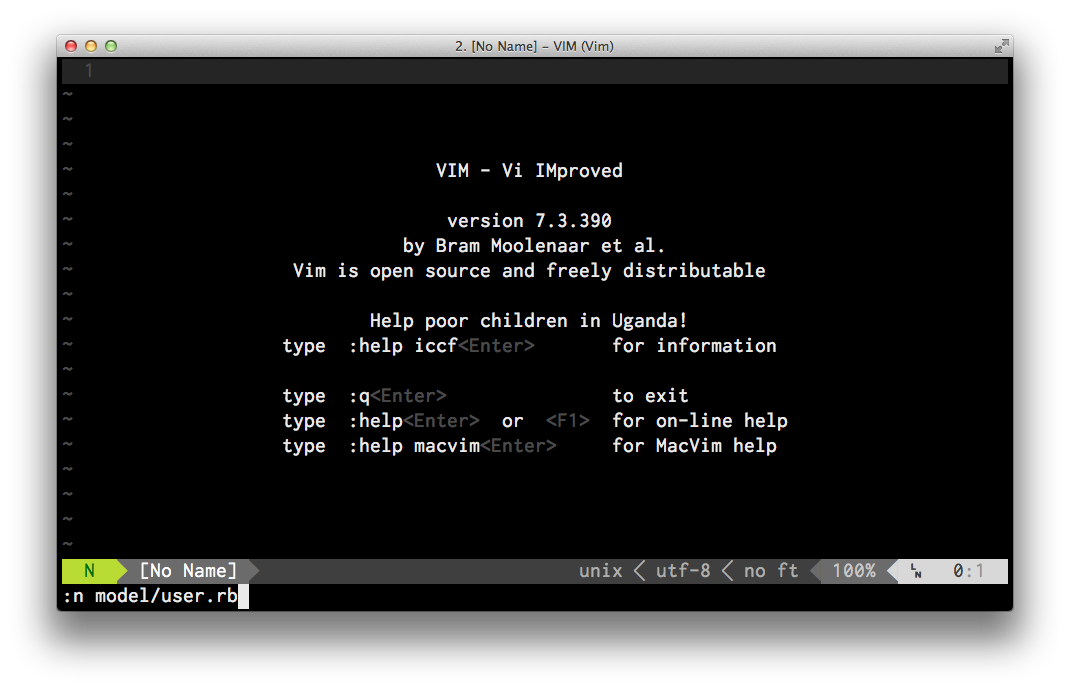 2. [No Name] – VIM (Vim)
1
~
~
~
~ VIM - Vi IMproved
~
~ version 7.3.390
~ by Bram Moolenaar et al.
~ Vim is open source and freely distributable
~
~ Help poor children in Uganda!
~ type :help iccf<Enter> for information
~
~ type :q<Enter> to exit
~ type :help<Enter> or <F1> for on-line help
~ type :help macvim<Enter> for MacVim help
~
~
~
~
N [No Name] unix < utf-8 < no ft 100% ␤ 0:1
:n model/user.rb